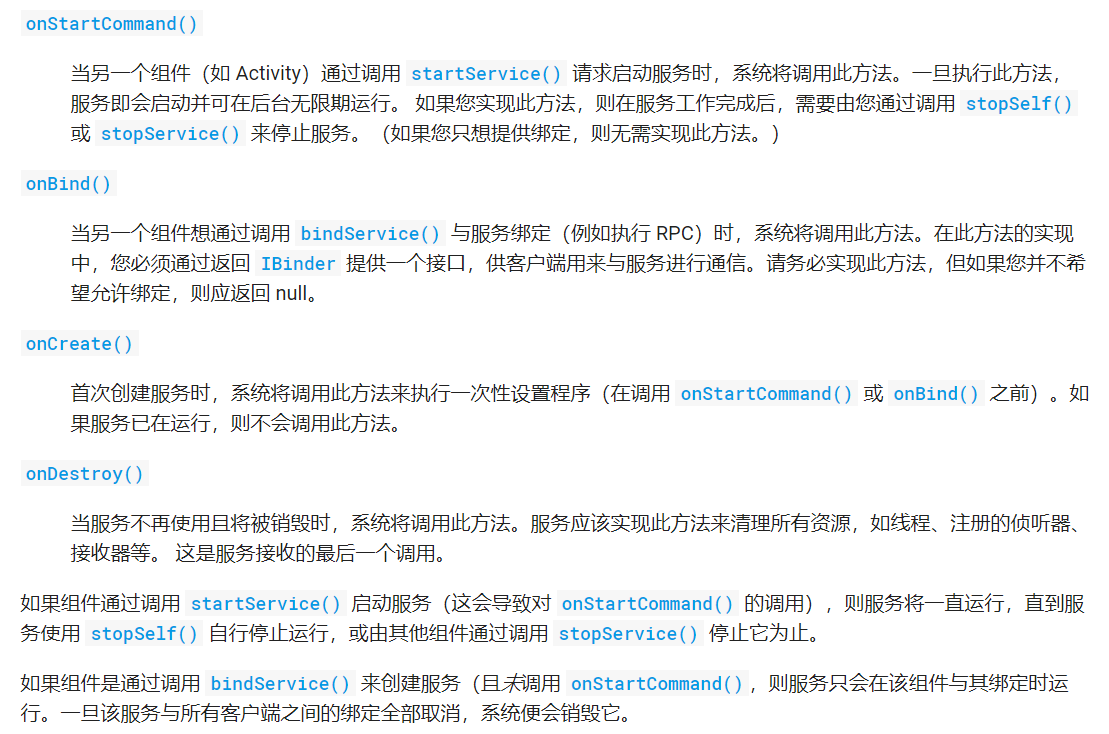 onStartCommand()
当另一个组件（如 Activity）通过调用 startService() 请求启动服务时，系统将调用此方法。一旦执行此方法，
服务即会启动并可在后台无限期运行。 如果您实现此方法，则在服务工作完成后，需要由您通过调用 stopSelf()
或 stopService() 来停止服务。（如果您只想提供绑定，则无需实现此方法。）
onBind()
当另一个组件想通过调用 bindService() 与服务绑定（例如执行 RPC）时，系统将调用此方法。在此方法的实现
中，您必须通过返回 IBinder 提供一个接口，供客户端用来与服务进行通信。请务必实现此方法，但如果您并不希
望允许绑定，则应返回 null。
onCreate()
首次创建服务时，系统将调用此方法来执行一次性设置程序（在调用 onStartCommand() 或 onBind() 之前）。如
果服务已在运行，则不会调用此方法。
onDestroy()
当服务不再使用且将被销毁时，系统将调用此方法。服务应该实现此方法来清理所有资源，如线程、注册的侦听器、
接收器等。 这是服务接收的最后一个调用。
如果组件通过调用 startService() 启动服务（这会导致对 onStartCommand() 的调用），则服务将一直运行，直到服
务使用 stopSelf() 自行停止运行，或由其他组件通过调用 stopService() 停止它为止。
如果组件是通过调用 bindService() 来创建服务（且未调用 onStartCommand()，则服务只会在该组件与其绑定时运
行。一旦该服务与所有客户端之间的绑定全部取消，系统便会销毁它。